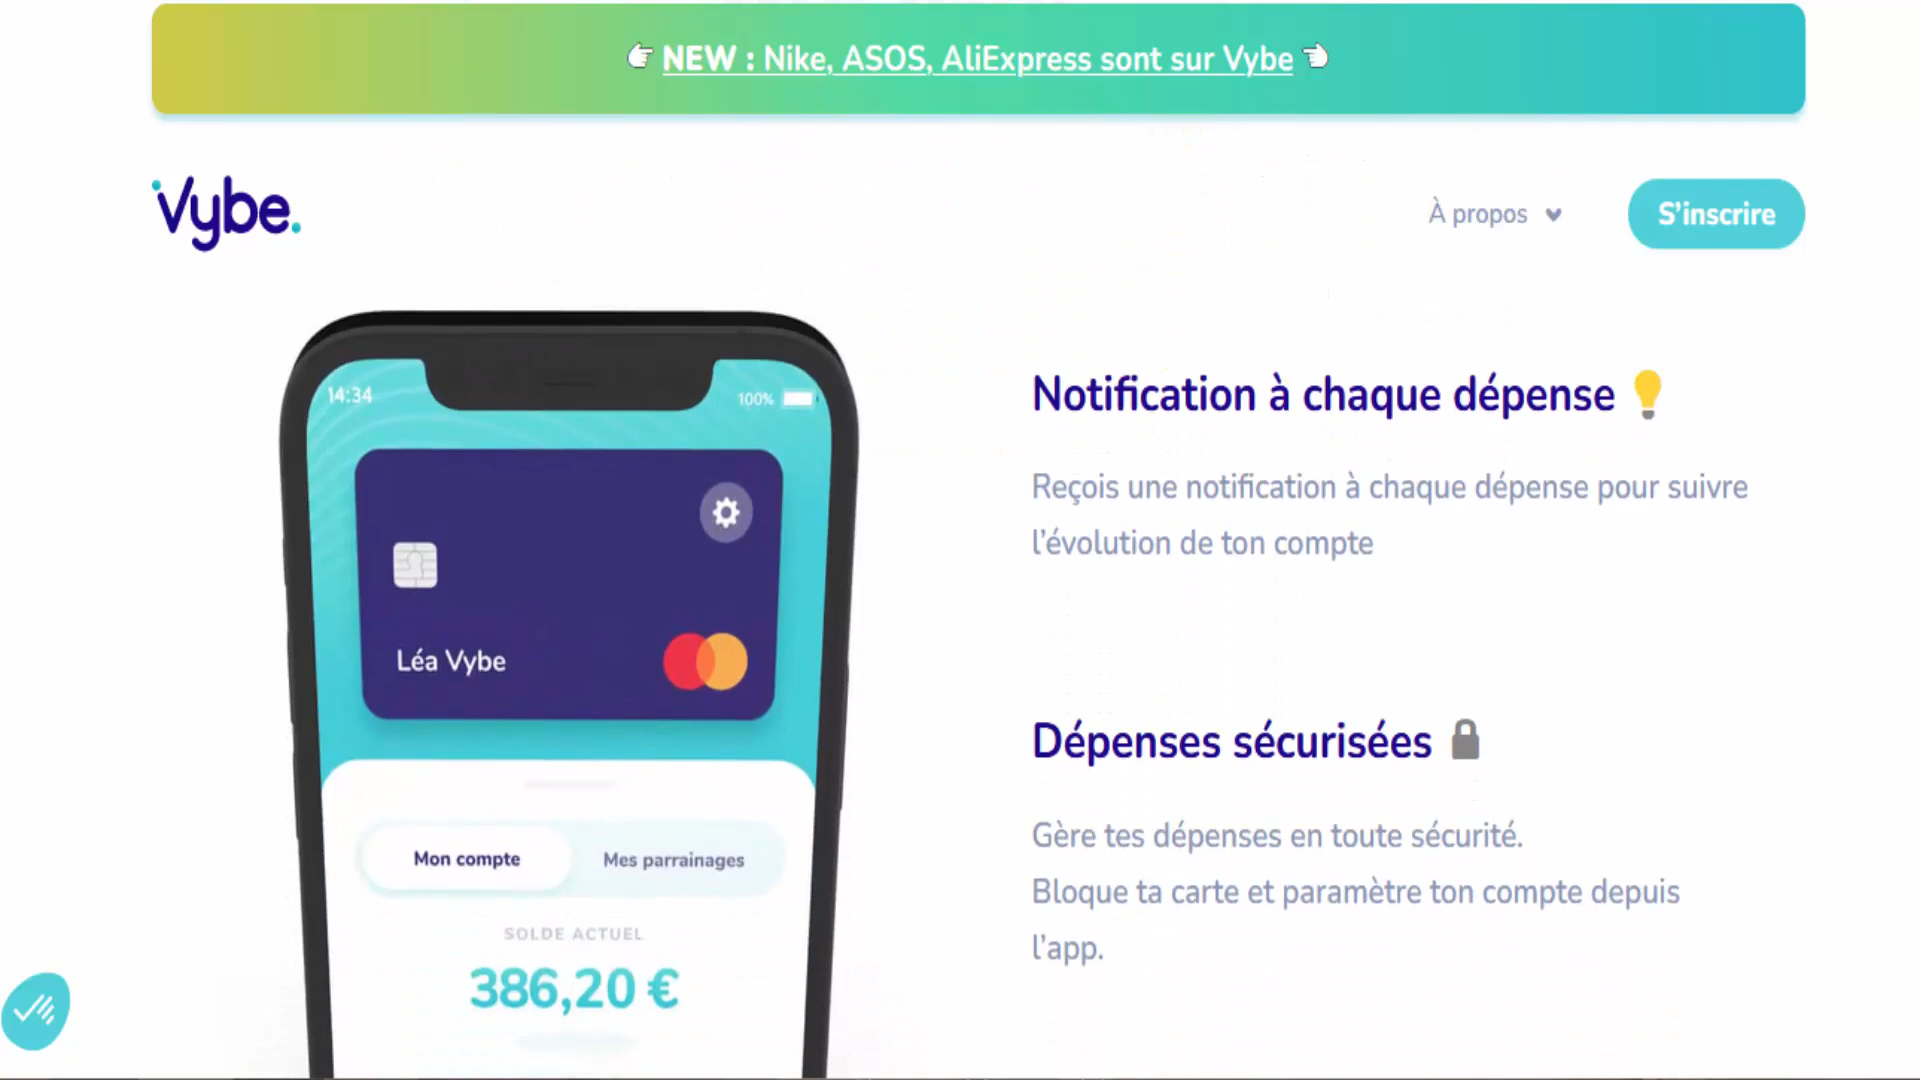 NEW : Nike, ASOS, AliExpress sont sur Vybe
Vybe.
À propos
S'inscrire
14:34
100%
Léa Vybe
Mon compte
Mes parrainages
SOLDE ACTUEL
386,20 €
Notification à chaque dépense
Reçois une notification à chaque dépense pour suivre
l'évolution de ton compte
Dépenses sécurisées
Gère tes dépenses en toute sécurité.
Bloque ta carte et paramètre ton compte depuis
l'app.